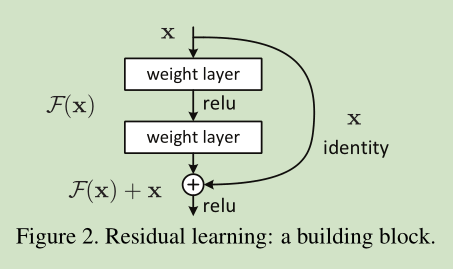 x
weight layer
relu
F(x)
weight layer
x
identity
F(x) + x
relu
Figure 2. Residual learning: a building block.